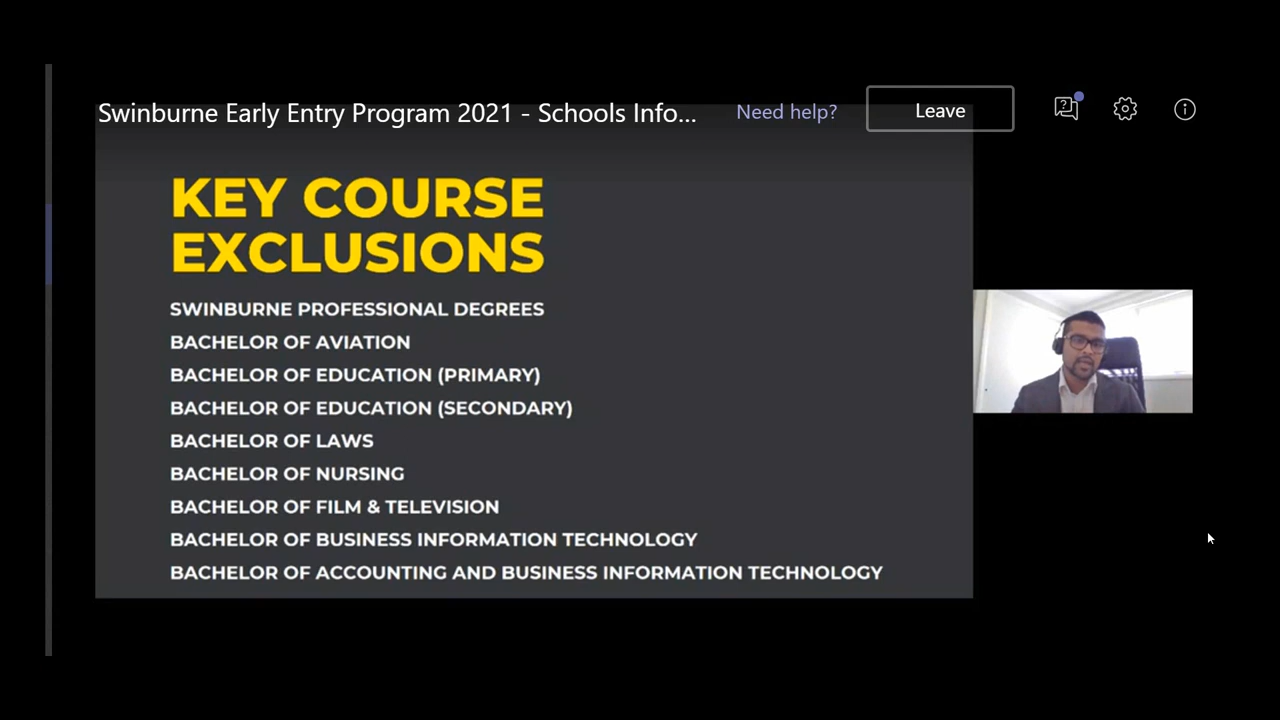 Swinburne Early Entry Program 2021 - Schools Info...
Need help?
Leave
KEY COURSE
EXCLUSIONS
SWINBURNE PROFESSIONAL DEGREES
BACHELOR OF AVIATION
BACHELOR OF EDUCATION (PRIMARY)
BACHELOR OF EDUCATION (SECONDARY)
BACHELOR OF LAWS
BACHELOR OF NURSING
BACHELOR OF FILM & TELEVISION
BACHELOR OF BUSINESS INFORMATION TECHNOLOGY
BACHELOR OF ACCOUNTING AND BUSINESS INFORMATION TECHNOLOGY